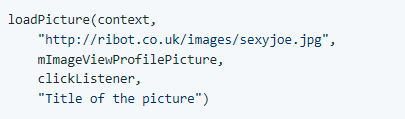 loadPicture(context,
    "http://ribot.co.uk/images/sexyjoe.jpg",
    mImageViewProfilePicture,
    clickListener,
    "Title of the picture")